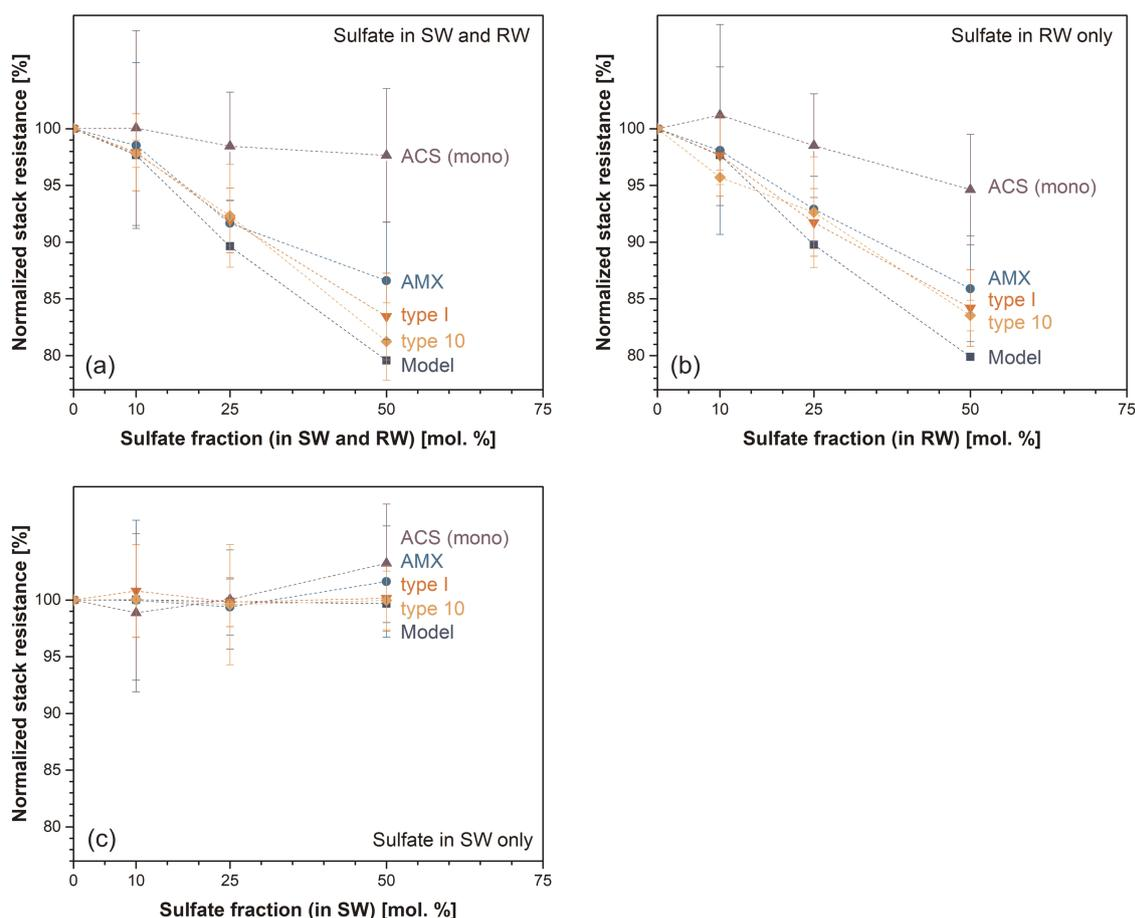 Sulfate in SW and RW
Normalized stack resistance [%]
100
95
90
85
80
ACS (mono)
AMX
type I
type 10
Model
(a)
0
10
25
50
75
Sulfate fraction (in SW and RW) [mol. %]
Sulfate in RW only
Normalized stack resistance [%]
100
95
90
85
80
ACS (mono)
AMX
type I
type 10
Model
(b)
0
10
25
50
75
Sulfate fraction (in RW) [mol. %]
Normalized stack resistance [%]
100
95
90
85
80
ACS (mono)
AMX
type I
type 10
Model
(c)
Sulfate in SW only
0
10
25
50
75
Sulfate fraction (in SW) [mol. %]